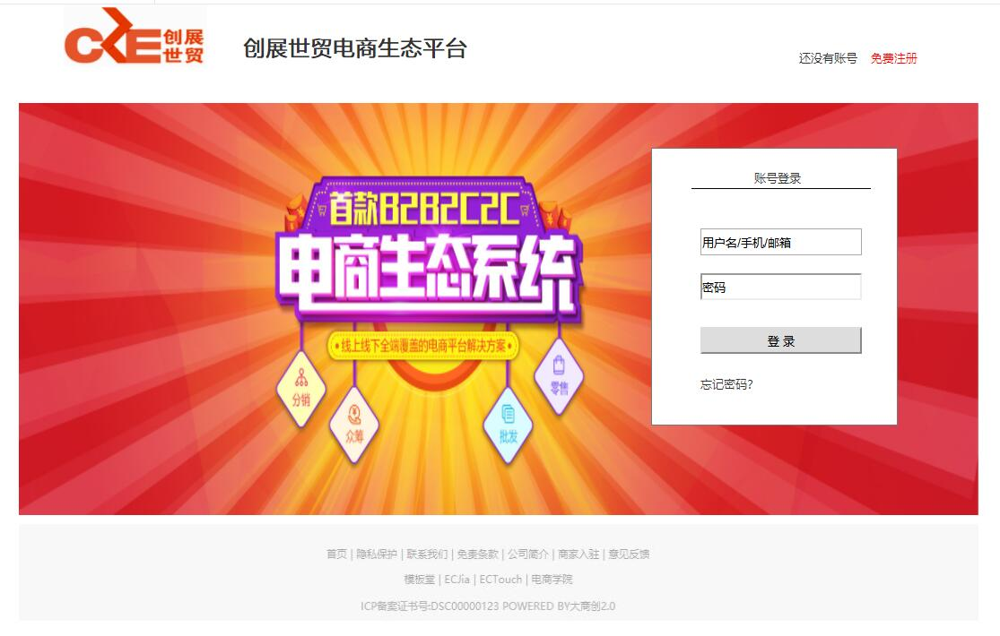 CKE创展世贸
创展世贸电商生态平台
还没有账号 免费注册
首款B2B2C2C
电商生态系统
•线上线下全端覆盖的电商平台解决方案•
分销
众筹
批发
零售
账号登录
用户名/手机/邮箱
密码
登 录
忘记密码?
首页 | 隐私保护 | 联系我们 | 免责条款 | 公司简介 | 商家入驻 | 意见反馈
模板堂 | ECJia | ECTouch | 电商学院
ICP备案证书号:DSC00000123 POWERED BY大商创2.0